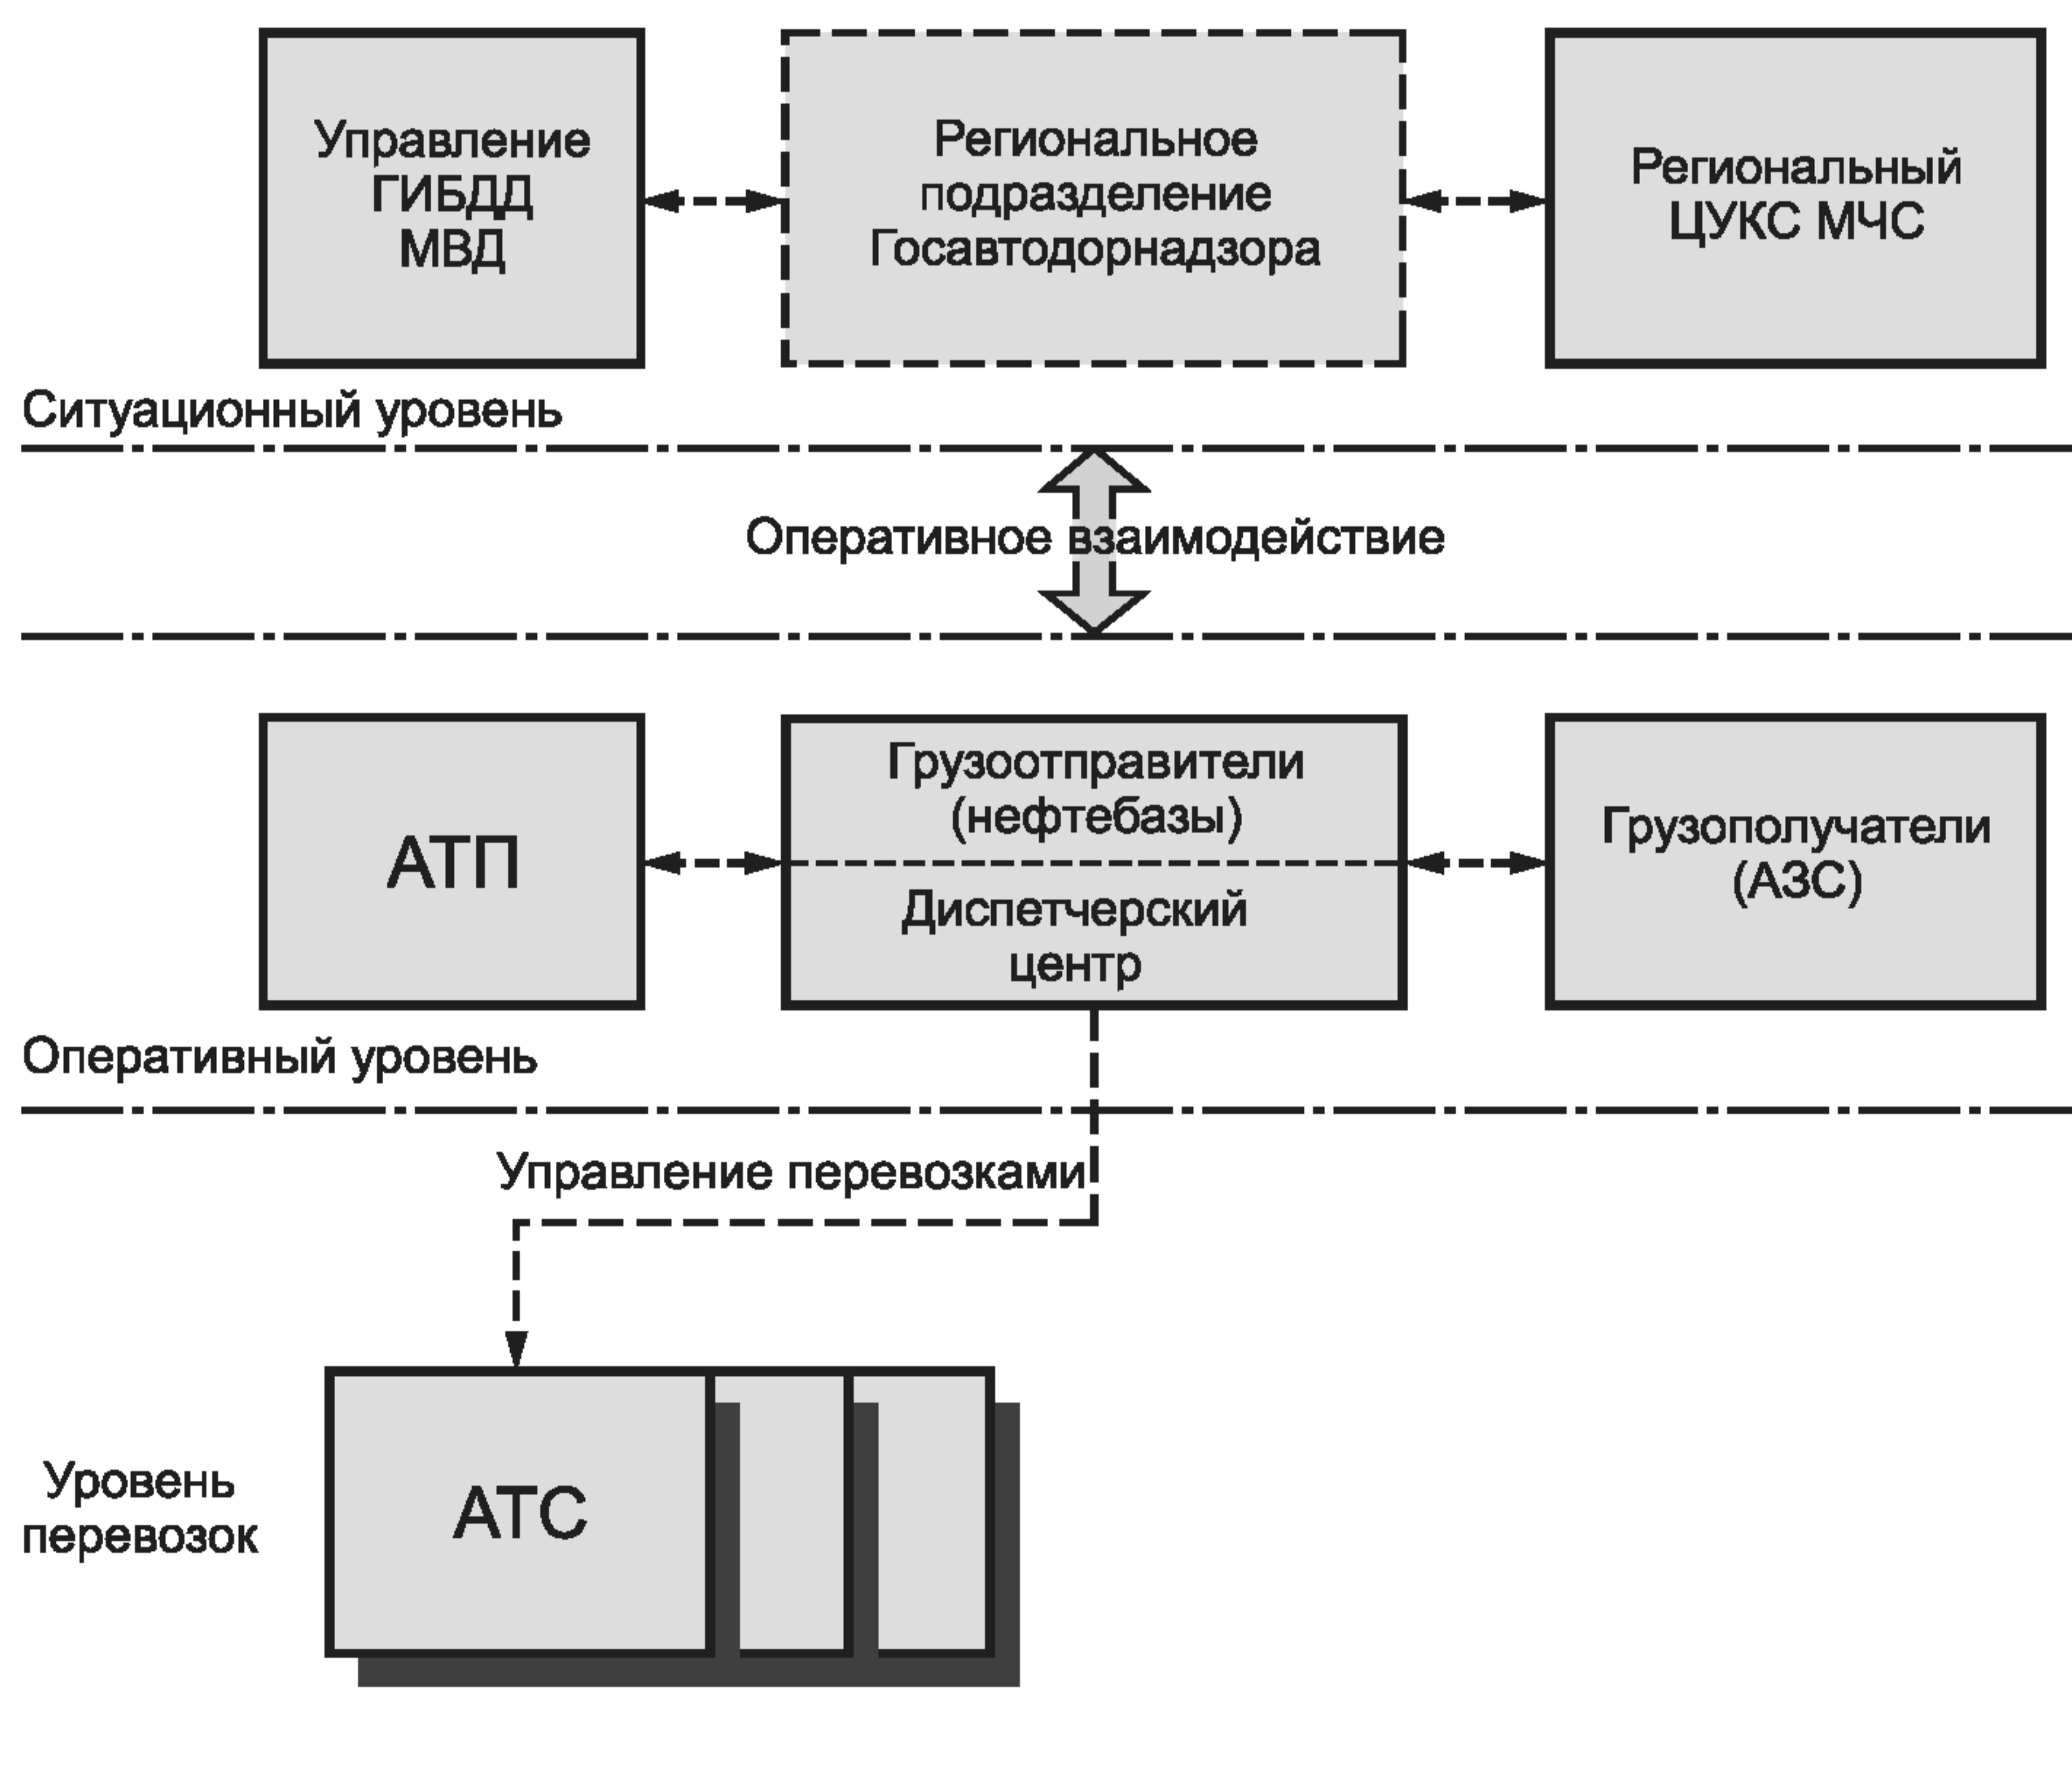 Управление
ГИБДД
МВД
Региональное
подразделение
Госавтодорнадзора
Региональный
ЦУКС МЧС
Ситуационный уровень
Оперативное взаимодействие
АТП
Грузоотправители
(нефтебазы)
Диспетчерский
центр
Грузополучатели
(АЗС)
Оперативный уровень
Управление перевозками
Уровень
перевозок
АТС